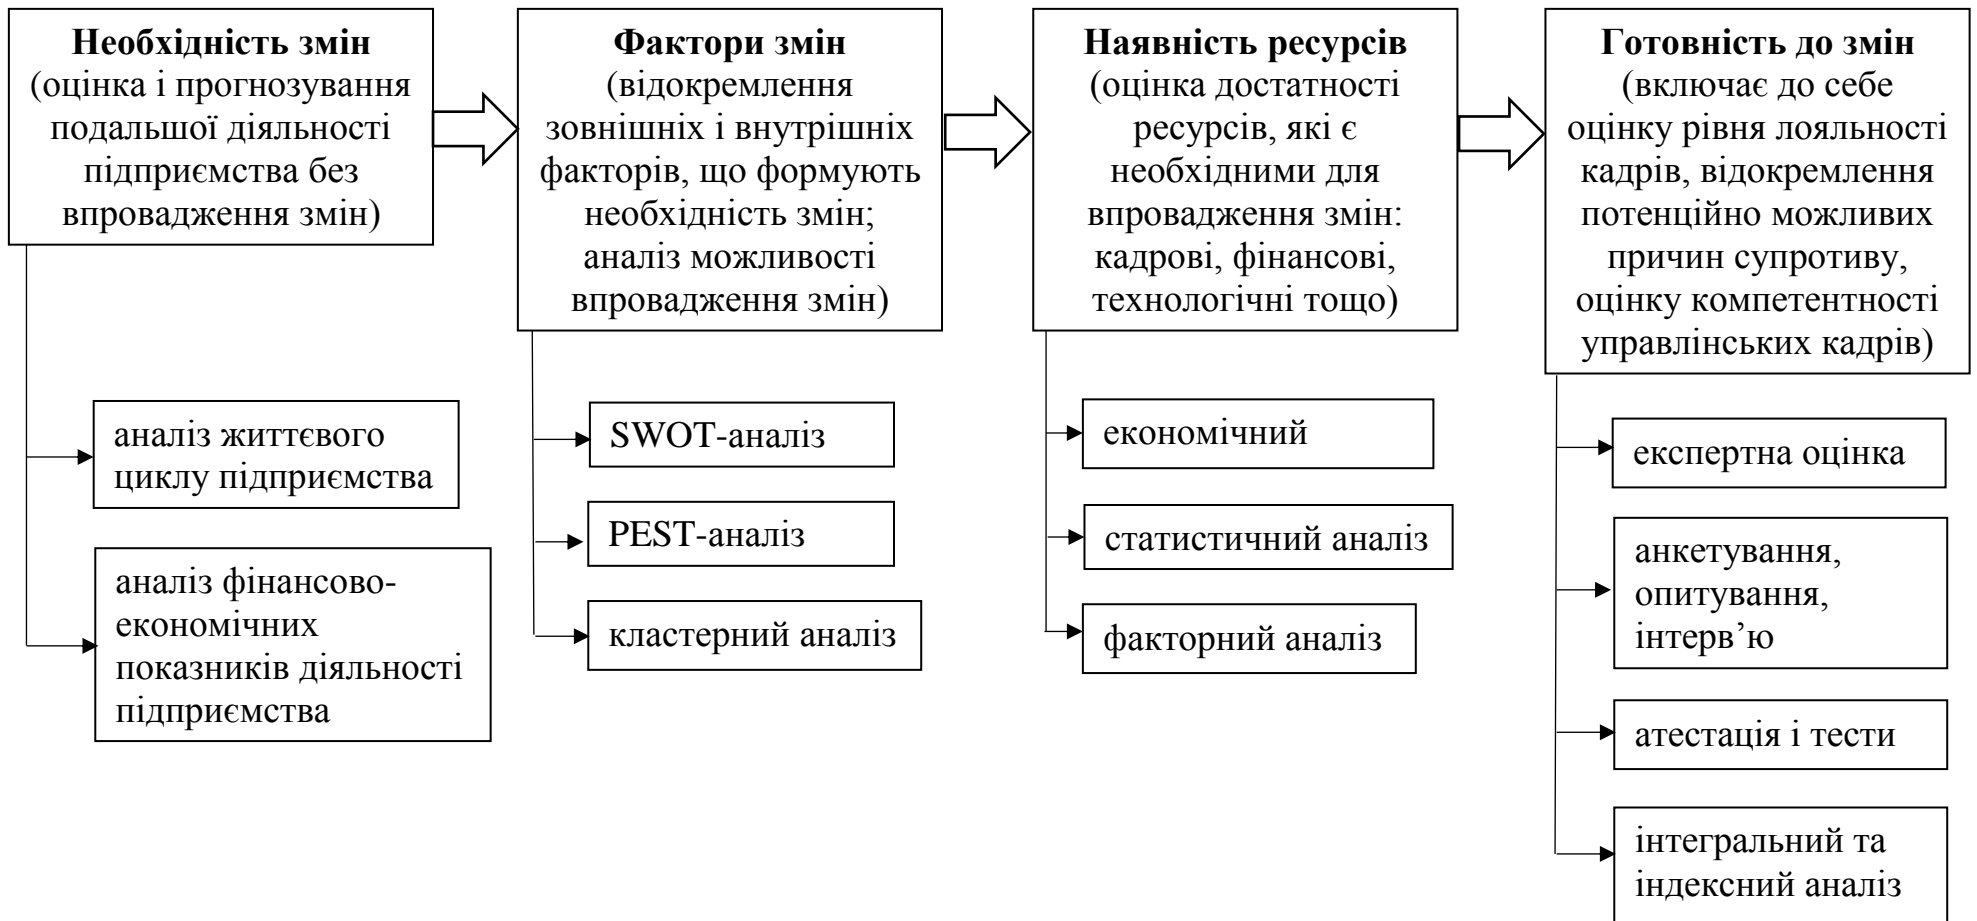 Необхідність змін
(оцінка і прогнозування
подальшої діяльності
підприємства без
впровадження змін)
аналіз життєвого
циклу підприємства
аналіз фінансово-
економічних
показників діяльності
підприємства
Фактори змін
(відокремлення
зовнішніх і внутрішніх
факторів, що формують
необхідність змін;
аналіз можливості
впровадження змін)
SWOT-аналіз
PEST-аналіз
кластерний аналіз
Наявність ресурсів
(оцінка достатності
ресурсів, які є
необхідними для
впровадження змін:
кадрові, фінансові,
технологічні тощо)
економічний
статистичний аналіз
факторний аналіз
Готовність до змін
(включає до себе
оцінку рівня лояльності
кадрів, відокремлення
потенційно можливих
причин супротиву,
оцінку компетентності
управлінських кадрів)
експертна оцінка
анкетування,
опитування,
інтерв’ю
атестація і тести
інтегральний та
індексний аналіз